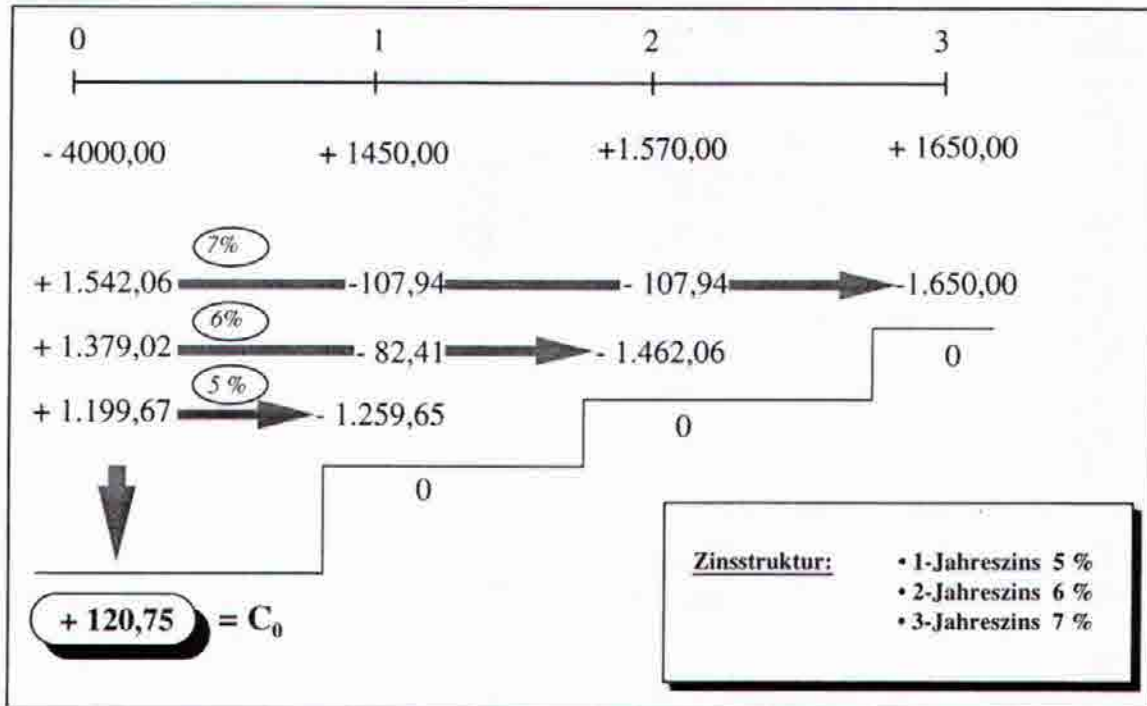 0 1 2 3
- 4000,00 + 1450,00 +1.570,00 + 1650,00
7%
+ 1.542,06 -107,94 - 107,94 -1.650,00
6%
+ 1.379,02 - 82,41 - 1.462,06 0
5 %
+ 1.199,67 - 1.259,65 0
0
Zinsstruktur: • 1-Jahreszins 5 %
• 2-Jahreszins 6 %
• 3-Jahreszins 7 %
+ 120,75 = C₀